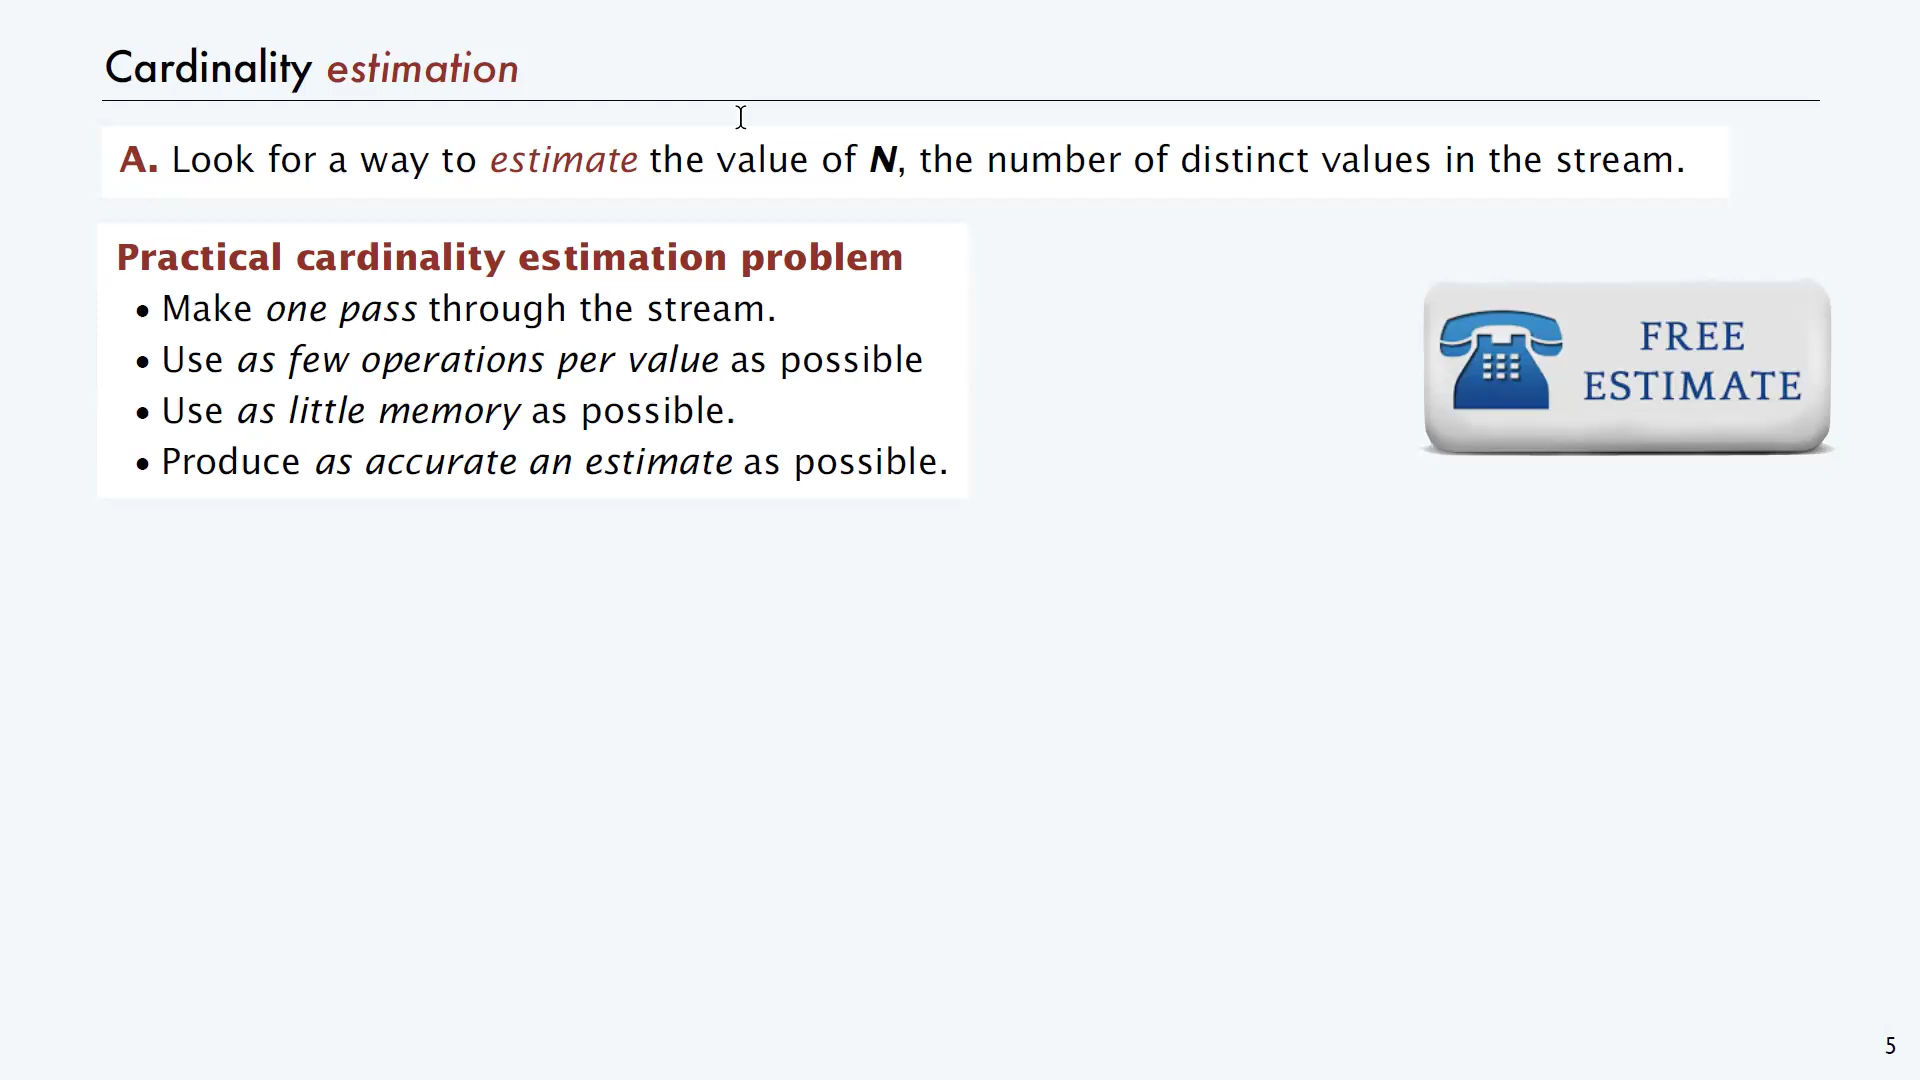 Cardinality estimation
A. Look for a way to estimate the value of N, the number of distinct values in the stream.
Practical cardinality estimation problem
• Make one pass through the stream.
• Use as few operations per value as possible
• Use as little memory as possible.
• Produce as accurate an estimate as possible.
FREE
ESTIMATE
5